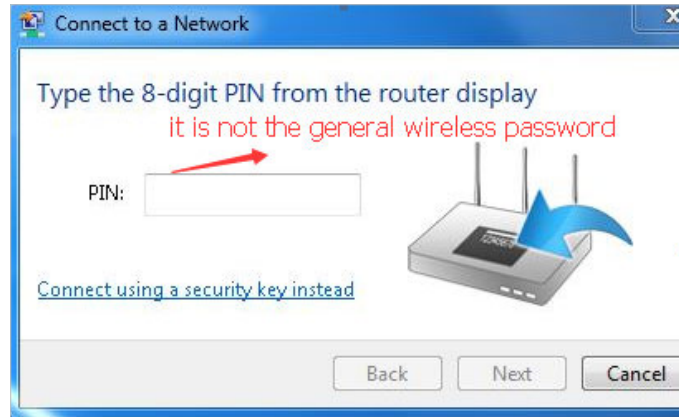 Connect to a Network
Type the 8-digit PIN from the router display
it is not the general wireless password
PIN:
Connect using a security key instead
Back
Next
Cancel